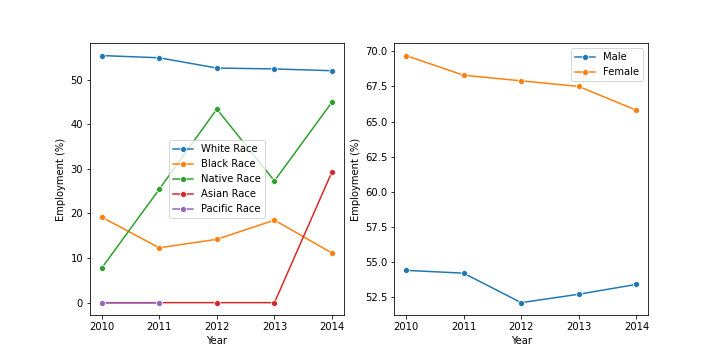 Employment (%)
50
40
30
20
10
0
2010 2011 2012 2013 2014
Year
White Race
Black Race
Native Race
Asian Race
Pacific Race
Employment (%)
70.0
67.5
65.0
62.5
60.0
57.5
55.0
52.5
2010 2011 2012 2013 2014
Year
Male
Female